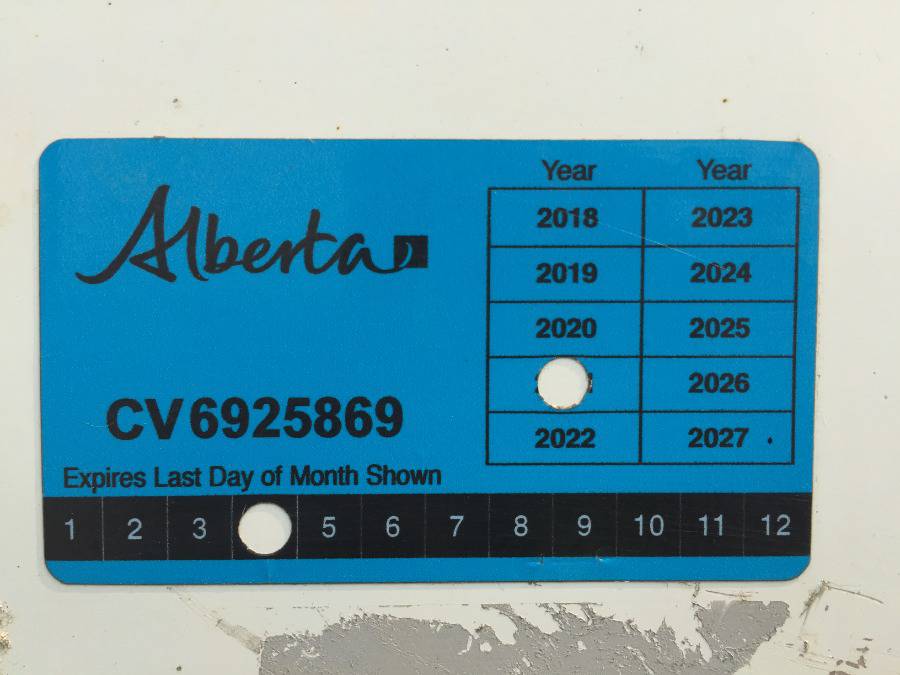 Alberta
CV6925869
Expires Last Day of Month Shown
Year Year
2018 2023
2019 2024
2020 2025
2026
2022 2027
1 2 3 5 6 7 8 9 10 11 12